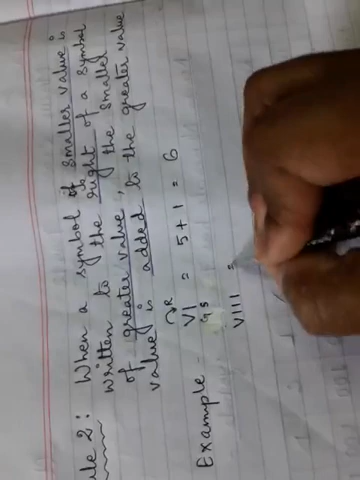 ule 2: When a symbol of smaller value is
written to the right of a symbol
of greater value, the smaller
value is added to the greater value
R
Example - VI = 5 + 1 = 6
G S
VIII =